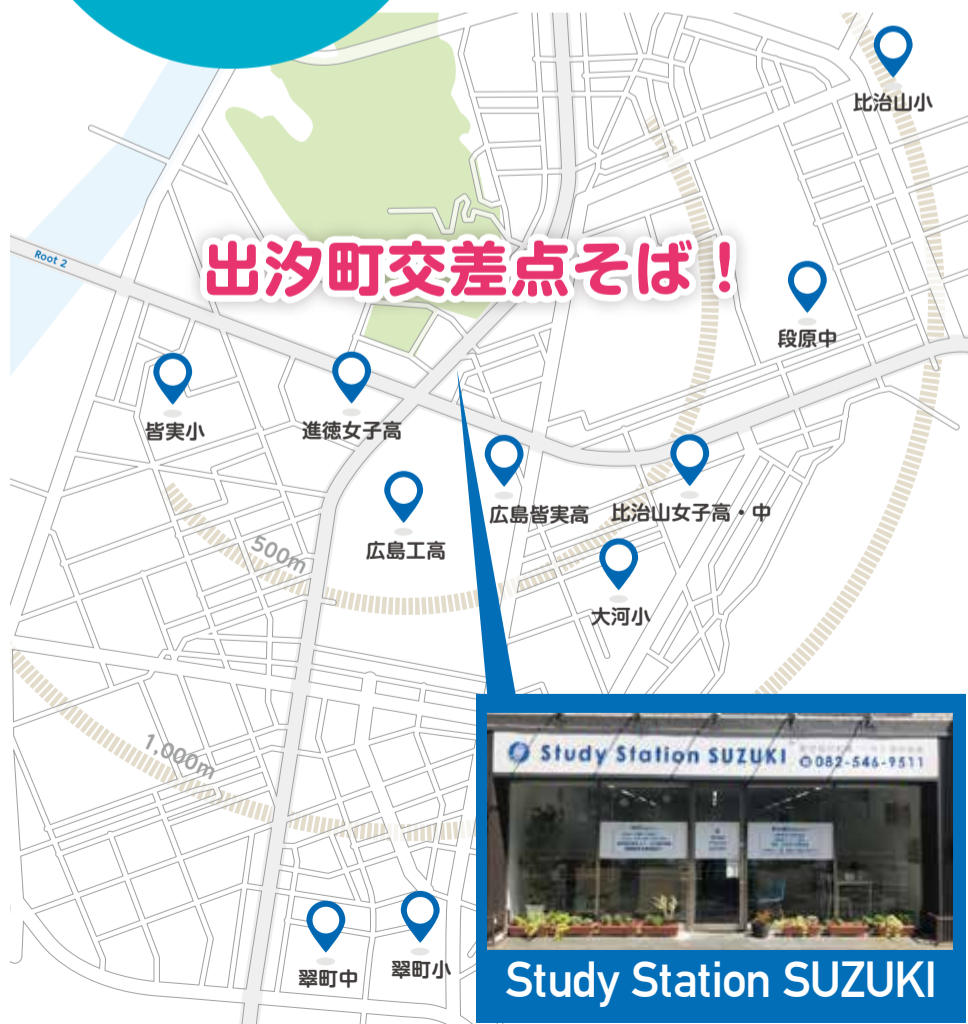 比治山小
Root 2
出汐町交差点そば！
段原中
皆実小
進徳女子高
広島皆実高
比治山女子高・中
広島工高
500m
大河小
1,000m
Study Station SUZUKI
082-546-9511
翠町中
翠町小
Study Station SUZUKI